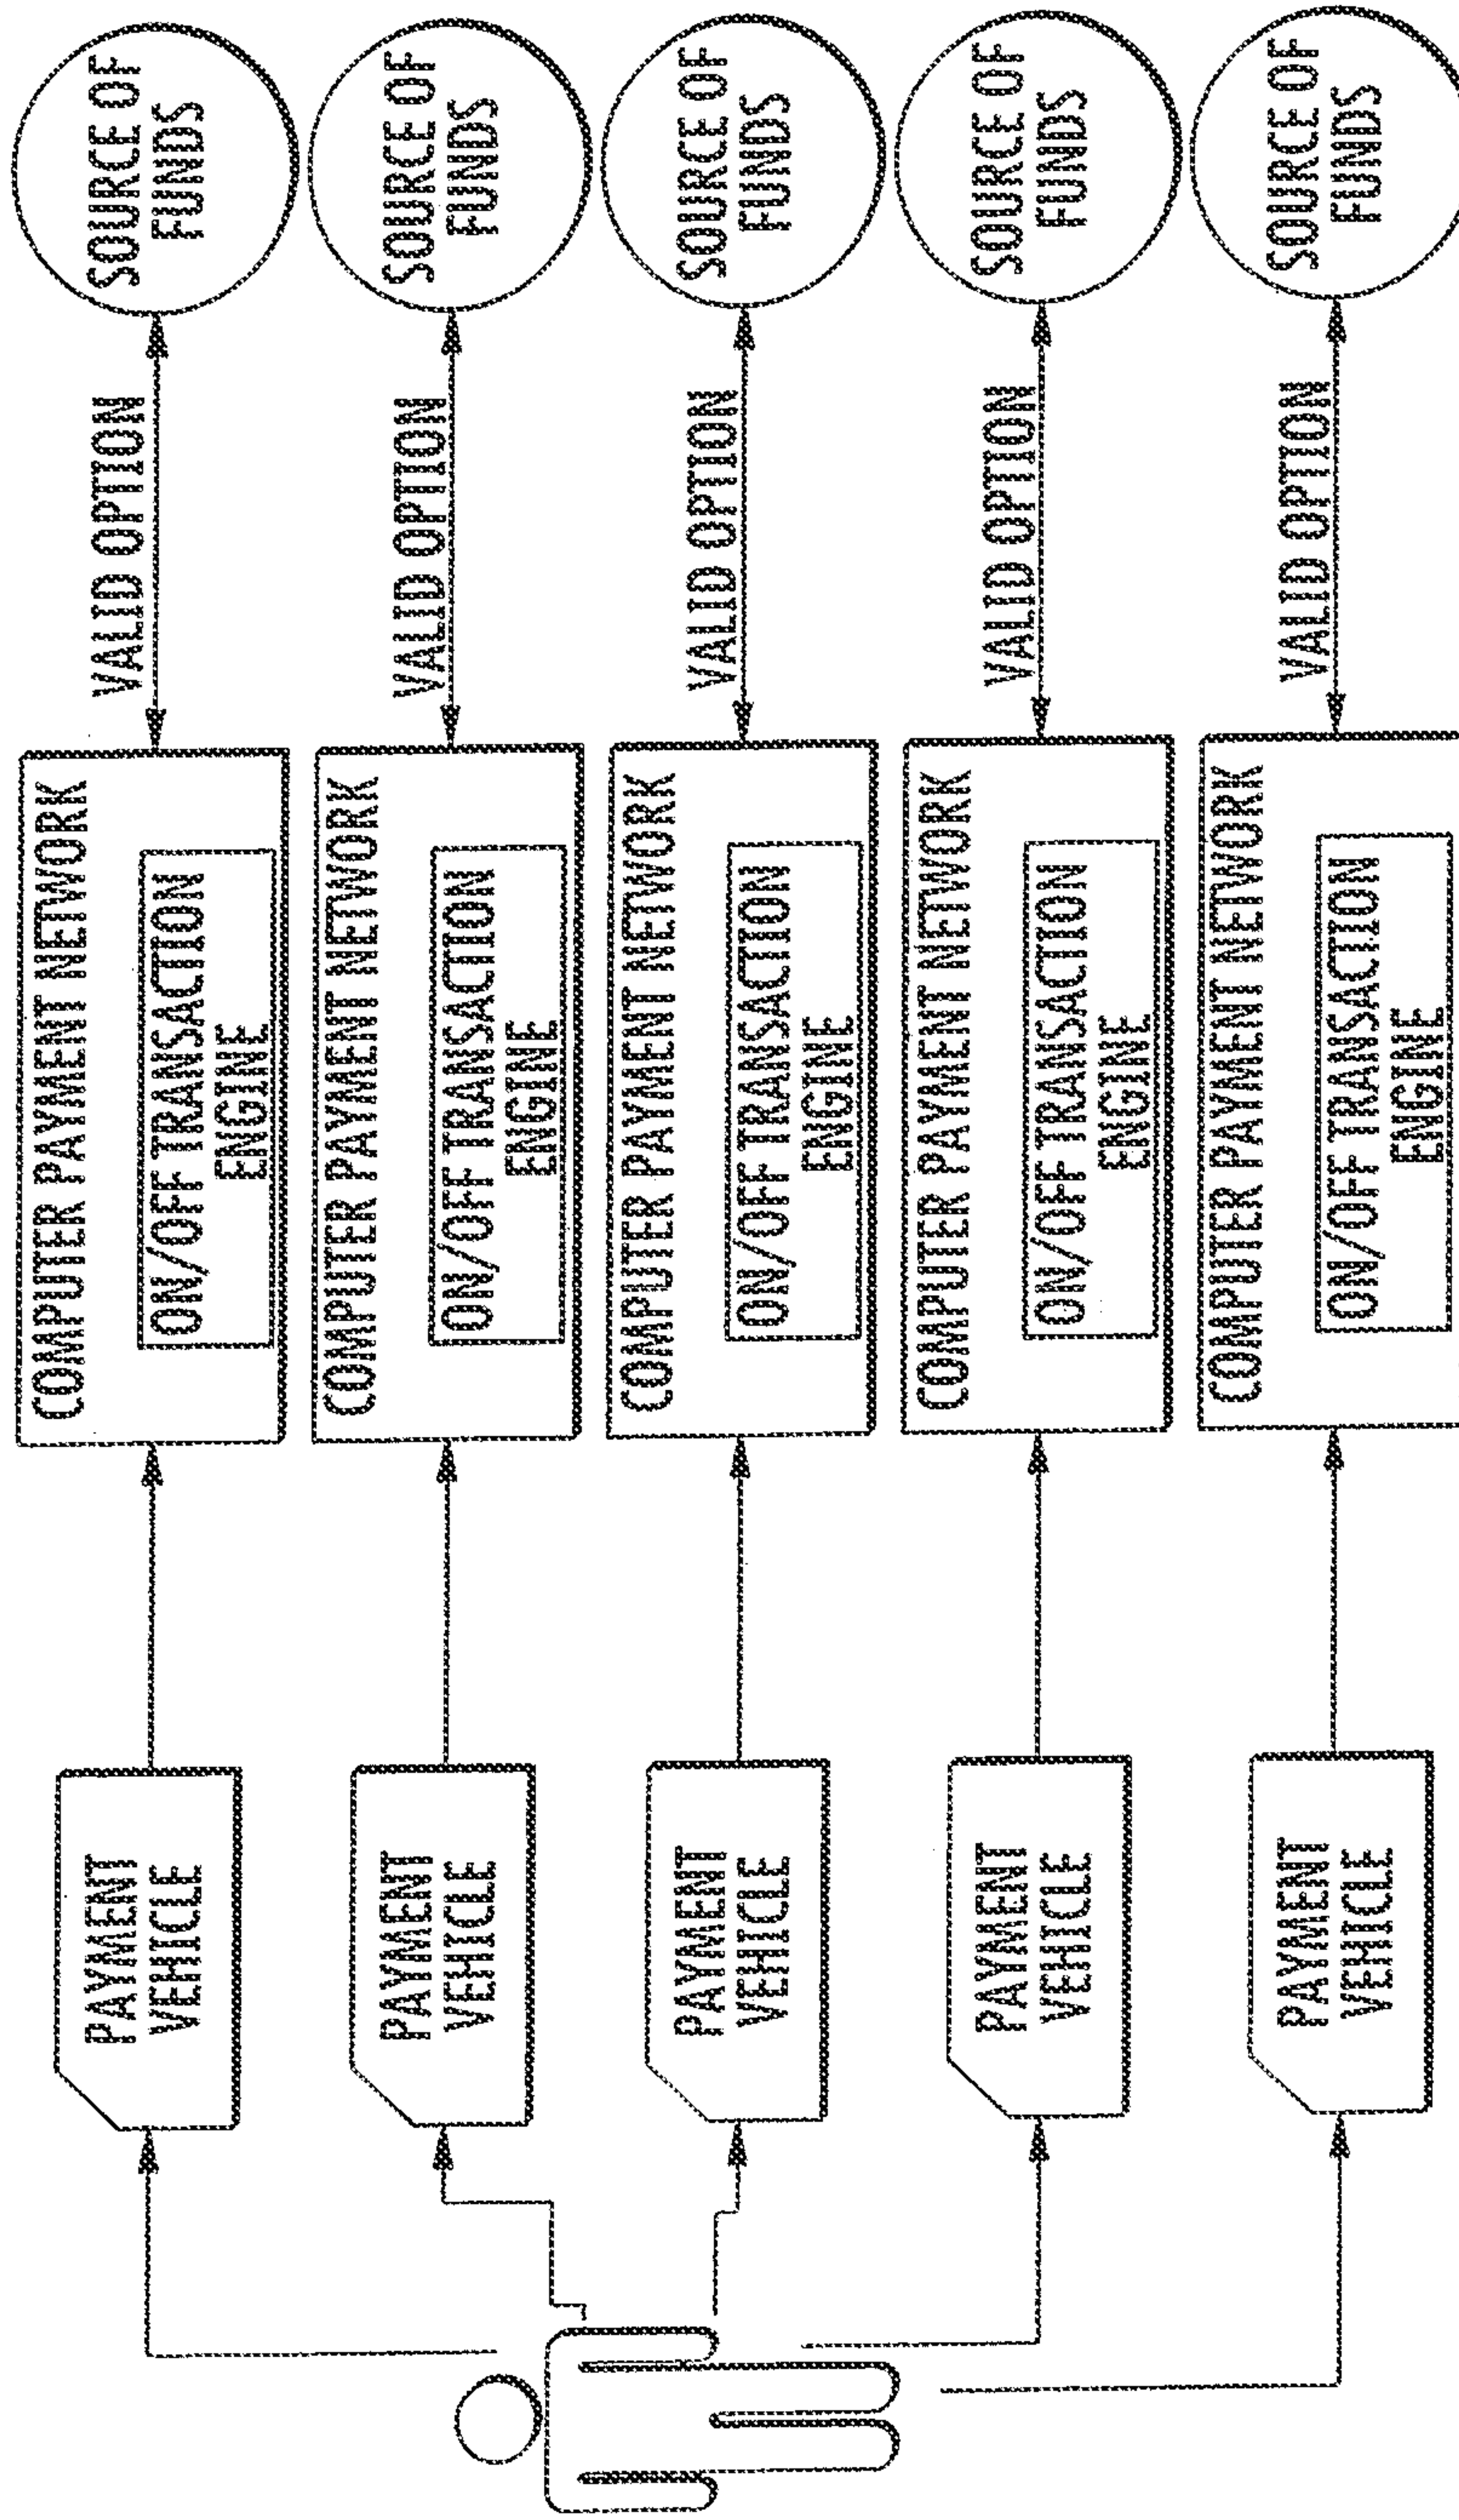 PAYMENT
VEHICLE
COMPUTER PAYMENT NETWORK
ON/OFF TRANSACTION
ENGINE
VALID OPTION
SOURCE OF
FUNDS
PAYMENT
VEHICLE
COMPUTER PAYMENT NETWORK
ON/OFF TRANSACTION
ENGINE
VALID OPTION
SOURCE OF
FUNDS
PAYMENT
VEHICLE
COMPUTER PAYMENT NETWORK
ON/OFF TRANSACTION
ENGINE
VALID OPTION
SOURCE OF
FUNDS
PAYMENT
VEHICLE
COMPUTER PAYMENT NETWORK
ON/OFF TRANSACTION
ENGINE
VALID OPTION
SOURCE OF
FUNDS
PAYMENT
VEHICLE
COMPUTER PAYMENT NETWORK
ON/OFF TRANSACTION
ENGINE
VALID OPTION
SOURCE OF
FUNDS